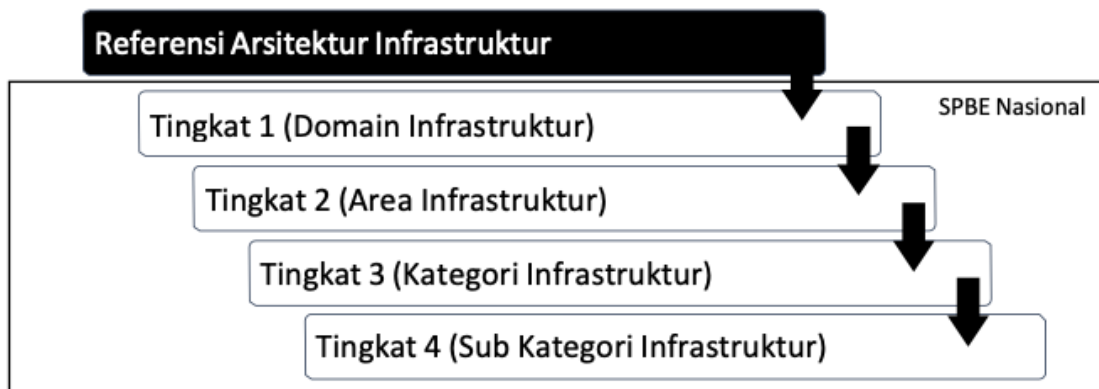 Referensi Arsitektur Infrastruktur
SPBE Nasional
Tingkat 1 (Domain Infrastruktur)
Tingkat 2 (Area Infrastruktur)
Tingkat 3 (Kategori Infrastruktur)
Tingkat 4 (Sub Kategori Infrastruktur)